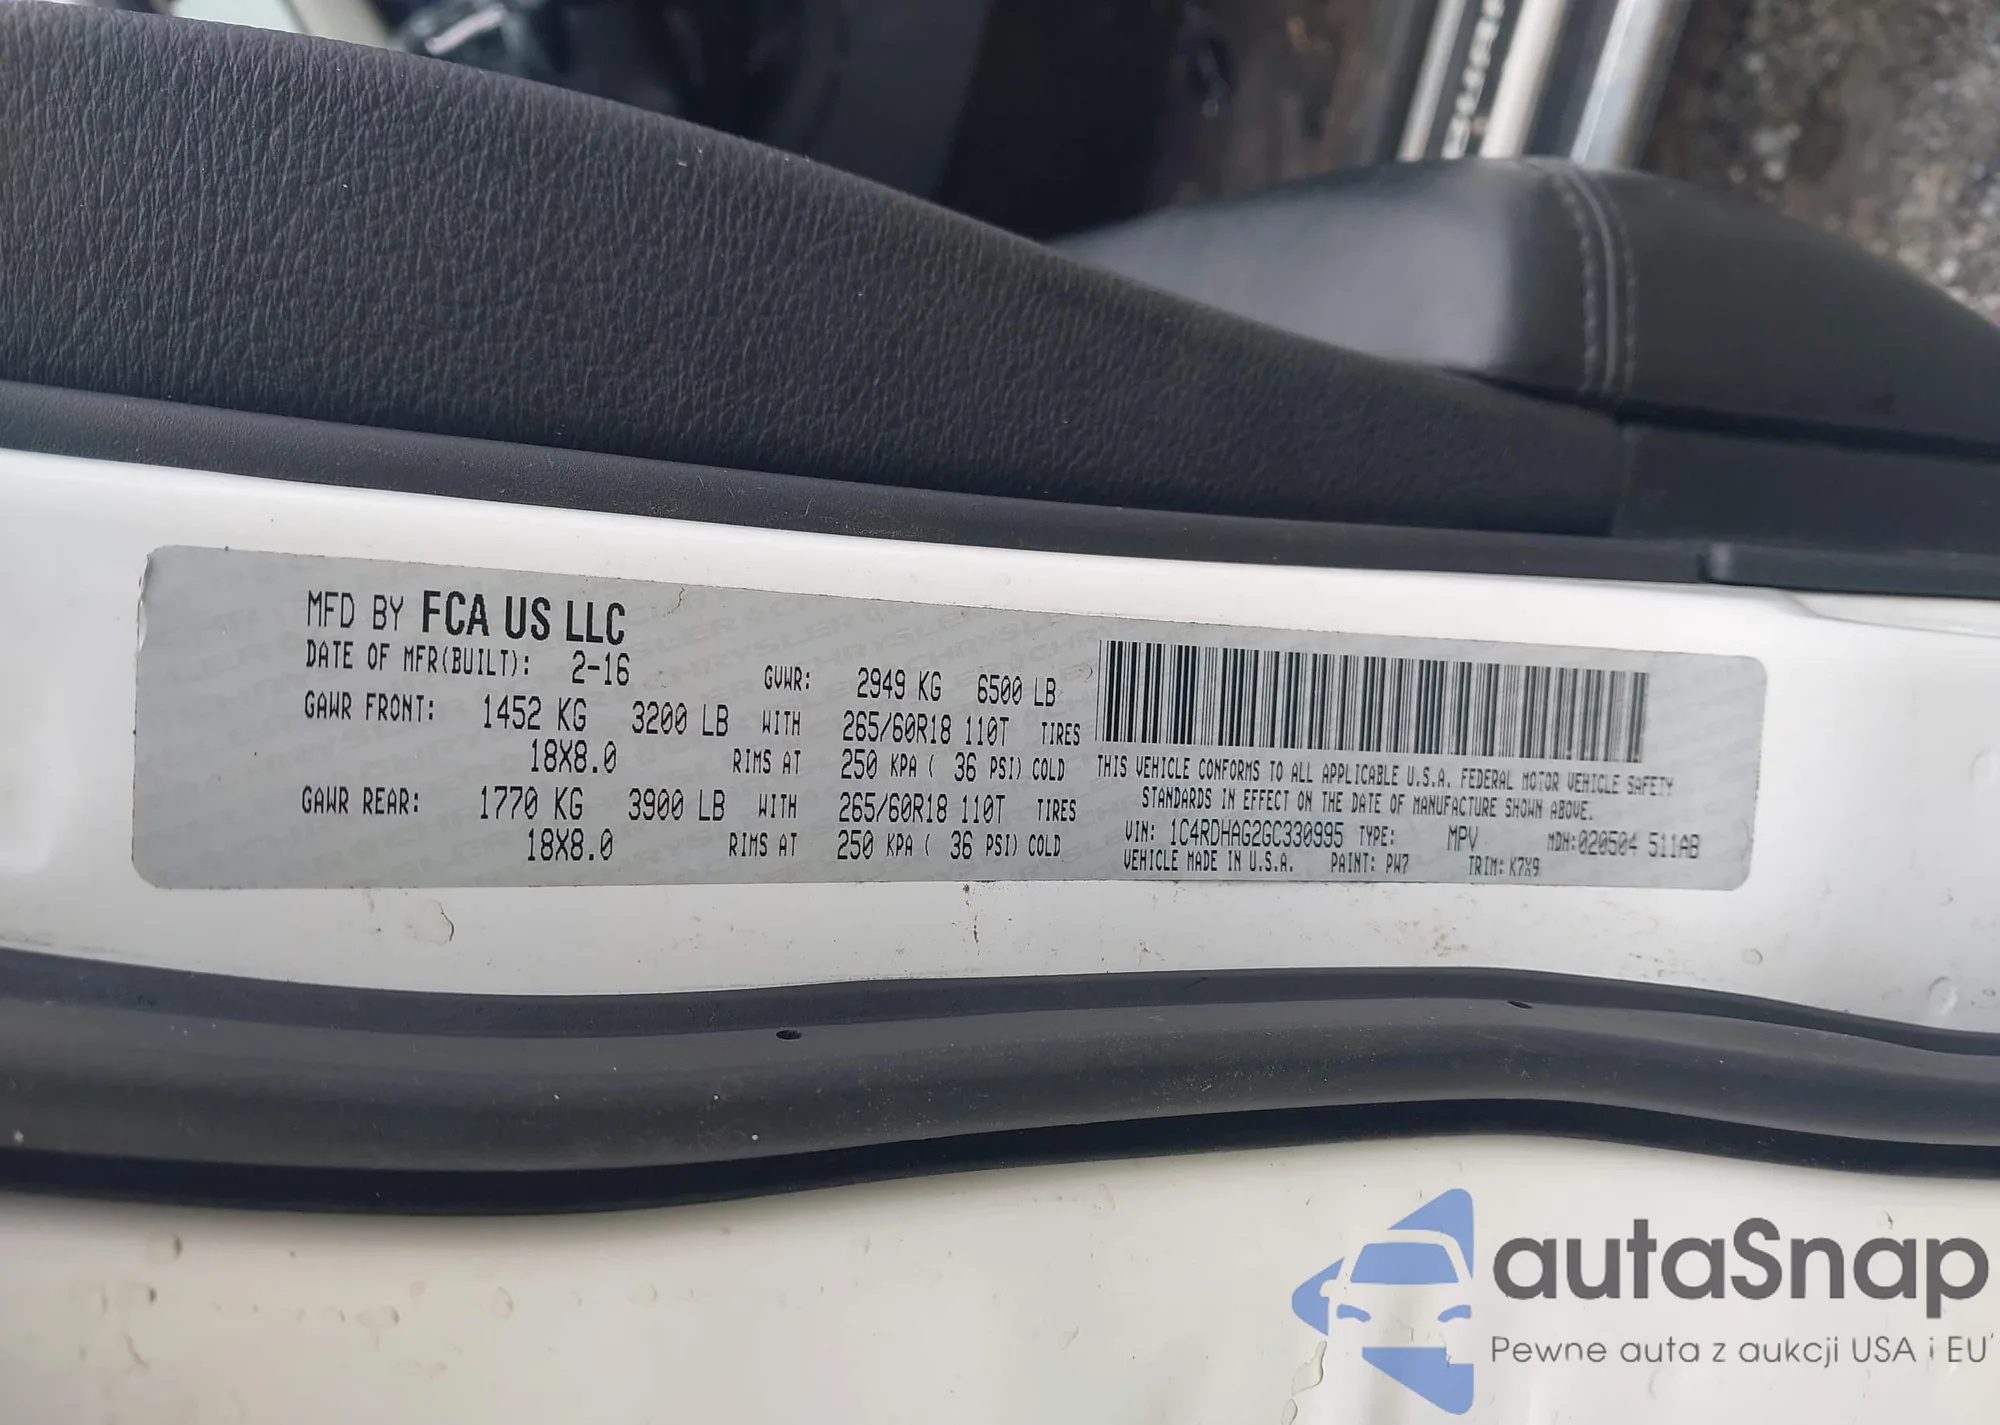 MFD BY FCA US LLC
DATE OF MFR(BUILT): 2-16 GVWR: 2949 KG 6500 LB
GAWR FRONT: 1452 KG 3200 LB WITH 265/60R18 110T TIRES
18X8.0 RIMS AT 250 KPA ( 36 PSI) COLD
GAWR REAR: 1770 KG 3900 LB WITH 265/60R18 110T TIRES
18X8.0 RIMS AT 250 KPA ( 36 PSI) COLD
THIS VEHICLE CONFORMS TO ALL APPLICABLE U.S.A. FEDERAL MOTOR VEHICLE SAFETY
STANDARDS IN EFFECT ON THE DATE OF MANUFACTURE SHOWN ABOVE.
VIN: 1C4RDHAG2GC330995 TYPE: MPV MDH:020504 511AB
VEHICLE MADE IN U.S.A. PAINT: PW7 TRIM: K7X9
autaSnap
Pewne auta z aukcji USA i EU